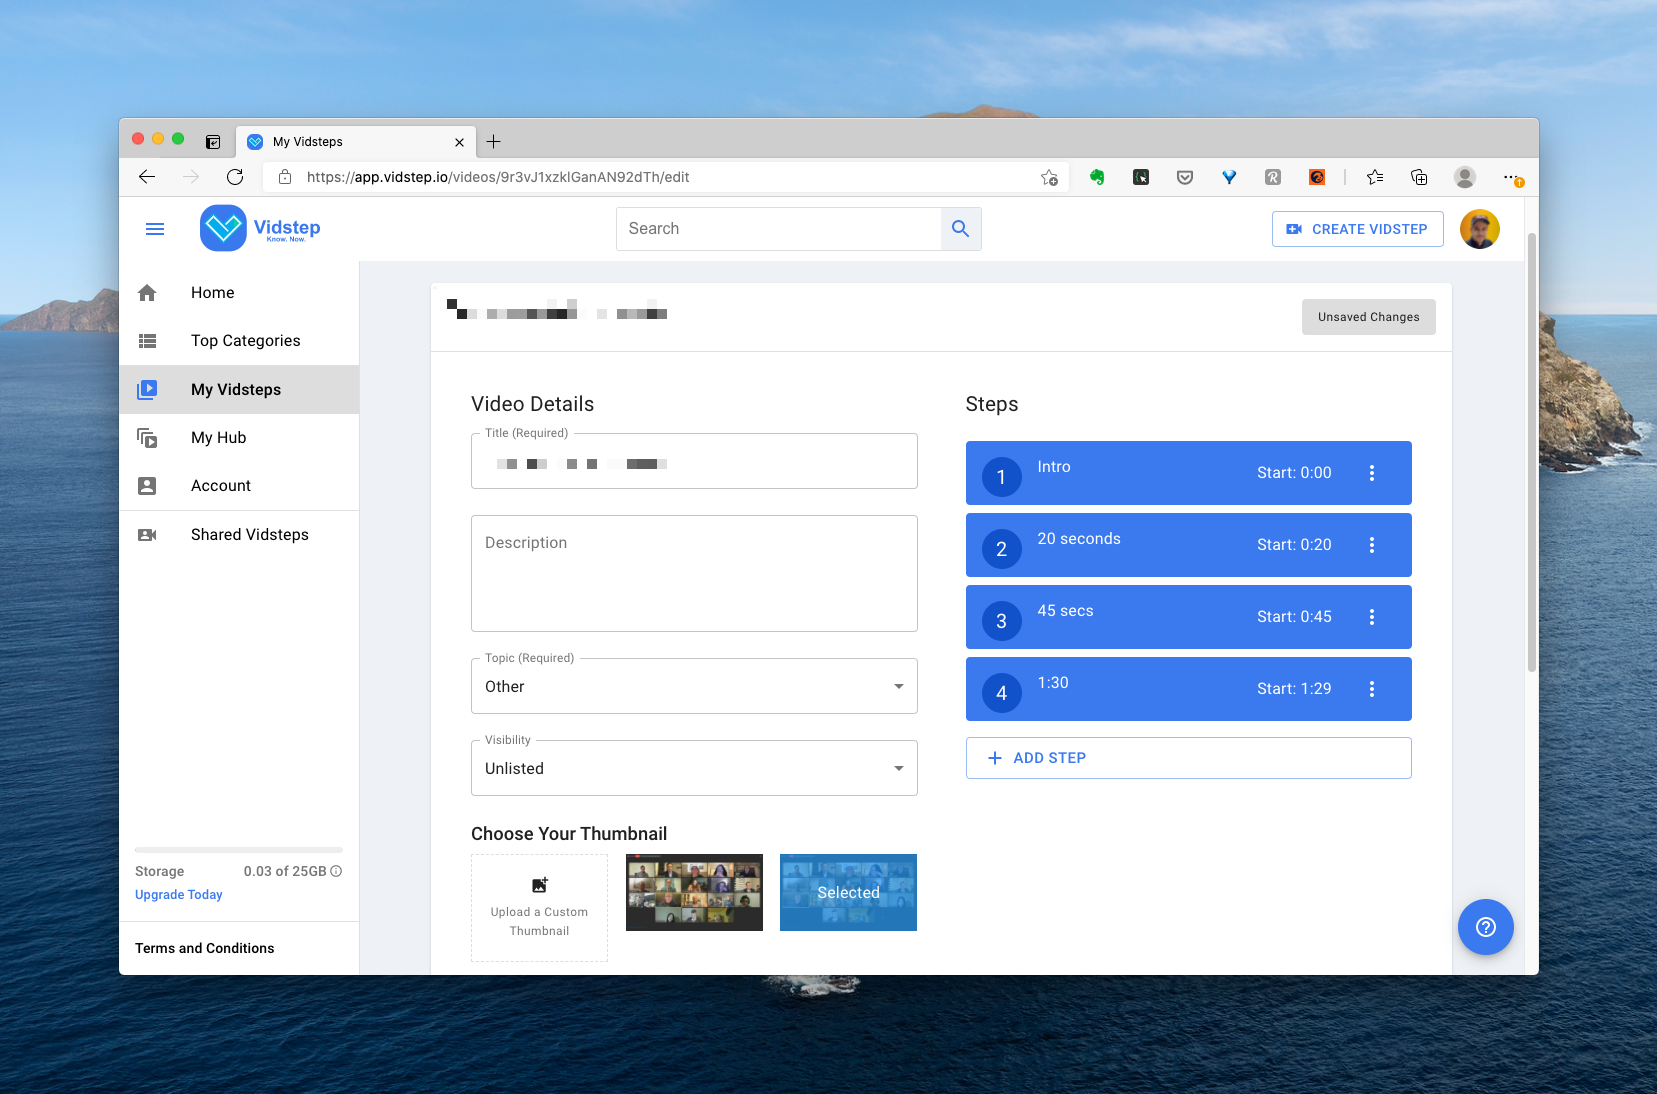 My Vidsteps
https://app.vidstep.io/videos/9r3vJ1xzklGanAN92dTh/edit
Vidstep
Know. Now.
Search
CREATE VIDSTEP
Home
Top Categories
My Vidsteps
My Hub
Account
Shared Vidsteps
Storage 0.03 of 25GB
Upgrade Today
Terms and Conditions
Unsaved Changes
Video Details
Title (Required)
Description
Topic (Required)
Other
Visibility
Unlisted
Choose Your Thumbnail
Upload a Custom
Thumbnail
Selected
Steps
1 Intro Start: 0:00
2 20 seconds Start: 0:20
3 45 secs Start: 0:45
4 1:30 Start: 1:29
ADD STEP